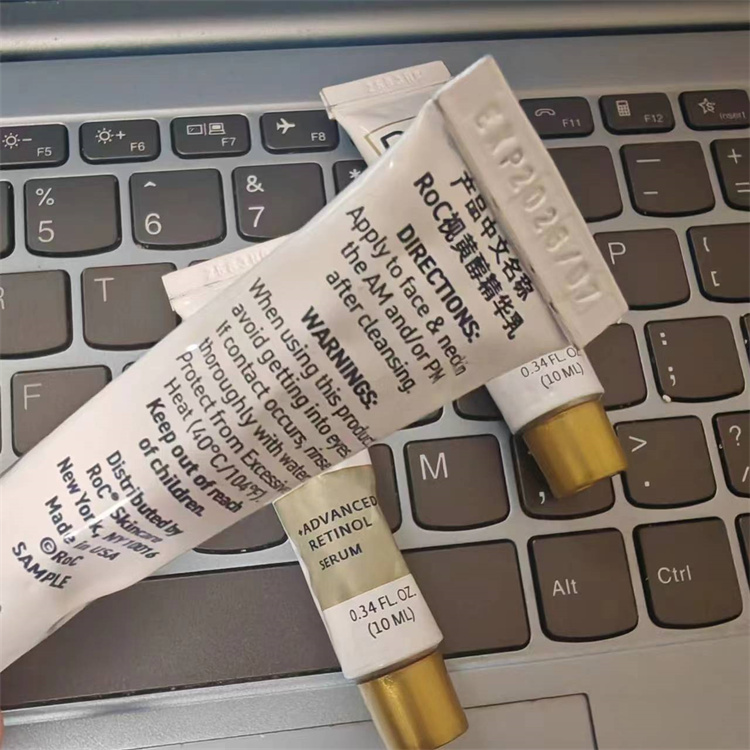 EXP2023/07
产品中文名称
RoC视黄醇精华乳
DIRECTIONS:
Apply to face & neck in
the AM and/or PM
after cleansing.
WARNINGS:
When using this product
avoid getting into eyes
If contact occurs, rinse
thoroughly with water
Protect from Excessive
Heat (40°C/104°F).
Keep out of reach
of children.
Distributed by
RoC® Skincare
New York, NY 10016
Made in USA
©RoC
SAMPLE
0.34 FL. OZ.
(10 ML)
+ADVANCED
RETINOL
SERUM
0.34 FL. OZ.
(10 ML)
F5
F6
F7
F8
F11
F12
Insert
%
5
^
6
&
7
*
—
-
+
=
R
T
P
{
[
F
:
;
"
'
M
,
>
.
?
/
Alt
Ctrl